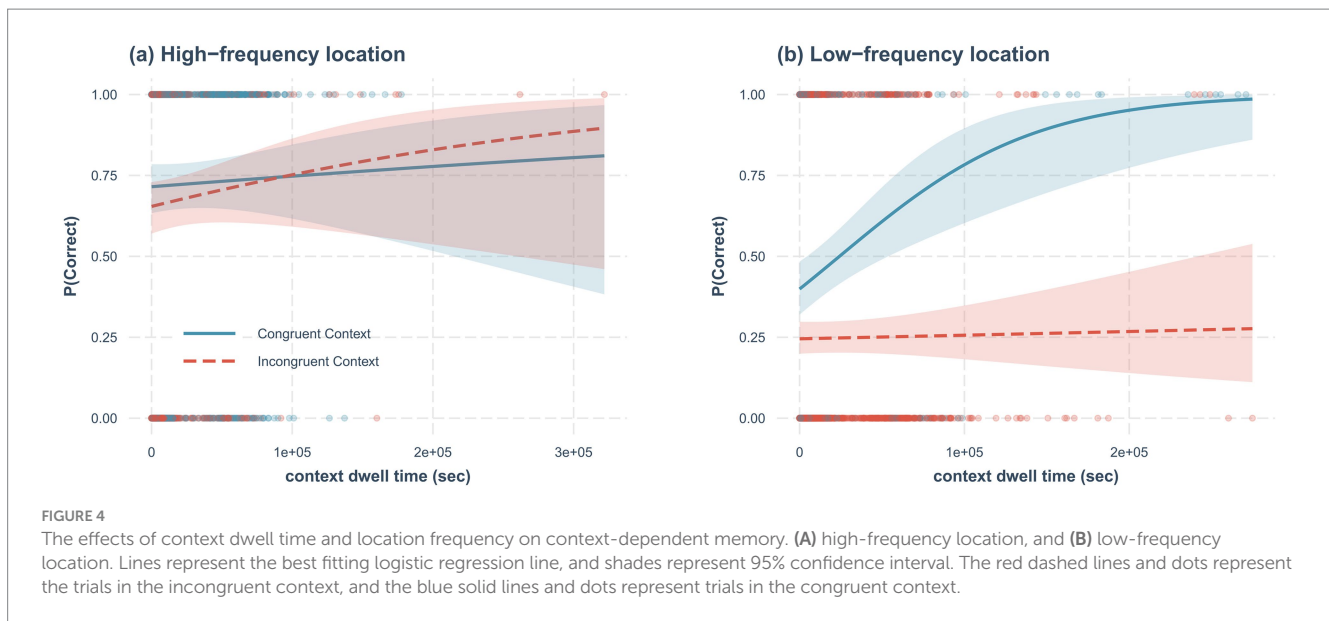 (a) High−frequency location
(b) Low−frequency location
1.00
0.75
0.50
0.25
0.00
P(Correct)
Congruent Context
Incongruent Context
0
1e+05
2e+05
3e+05
context dwell time (sec)
1.00
0.75
0.50
0.25
0.00
P(Correct)
0
1e+05
2e+05
context dwell time (sec)
FIGURE 4
The effects of context dwell time and location frequency on context-dependent memory. (A) high-frequency location, and (B) low-frequency
location. Lines represent the best fitting logistic regression line, and shades represent 95% confidence interval. The red dashed lines and dots represent
the trials in the incongruent context, and the blue solid lines and dots represent trials in the congruent context.